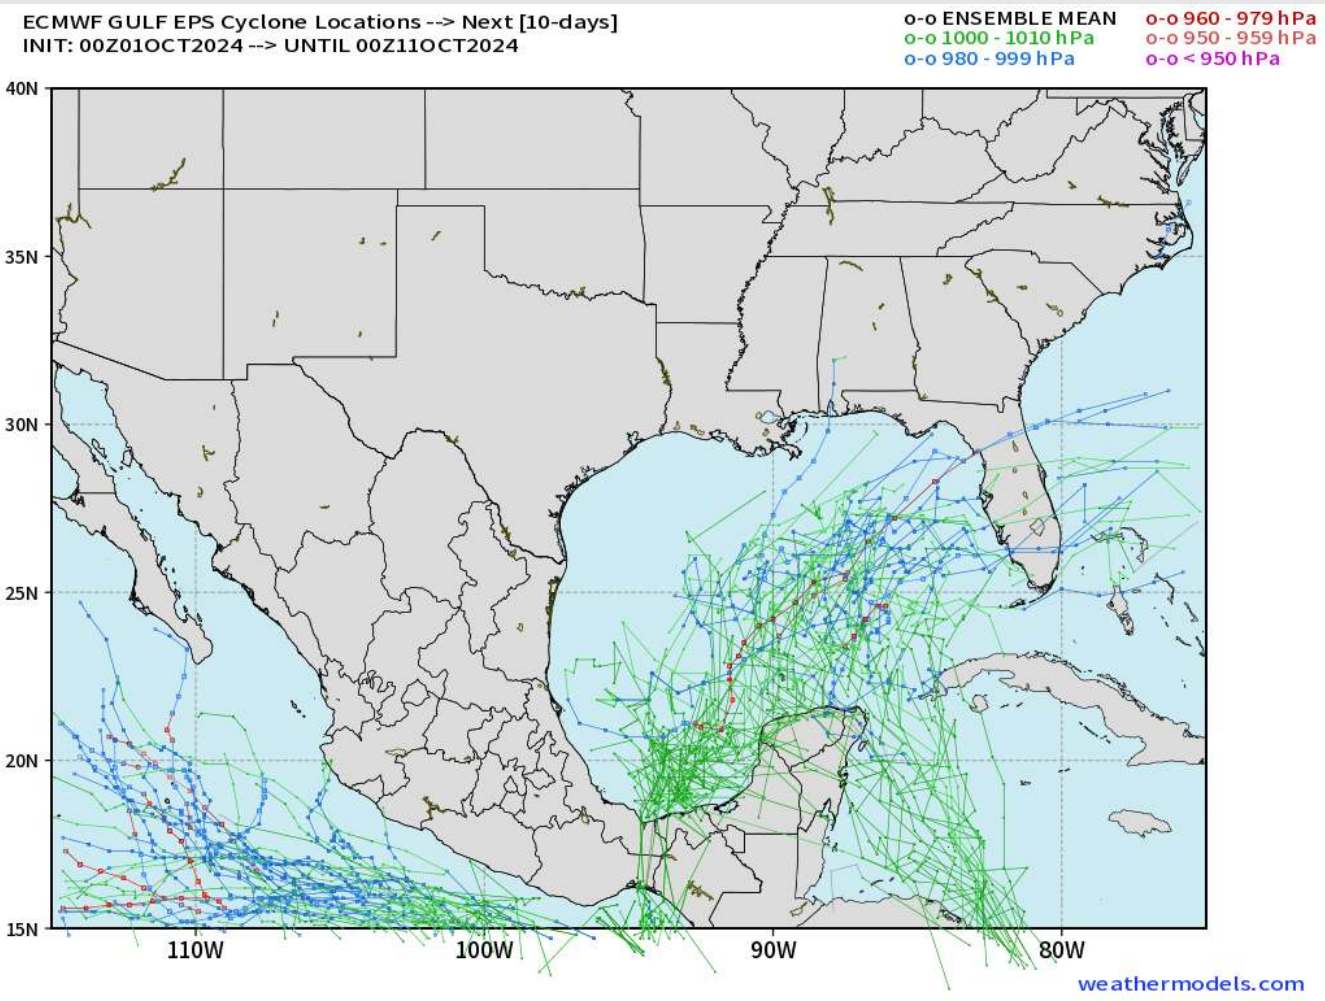 ECMWF GULF EPS Cyclone Locations --> Next [10-days]
INIT: 00Z01OCT2024 --> UNTIL 00Z11OCT2024
o-o ENSEMBLE MEAN
o-o 960 - 979 hPa
o-o 1000 - 1010 hPa
o-o 950 - 959 hPa
o-o 980 - 999 hPa
o-o < 950 hPa
40N
35N
30N
25N
20N
15N
110W
100W
90W
80W
weathermodels.com